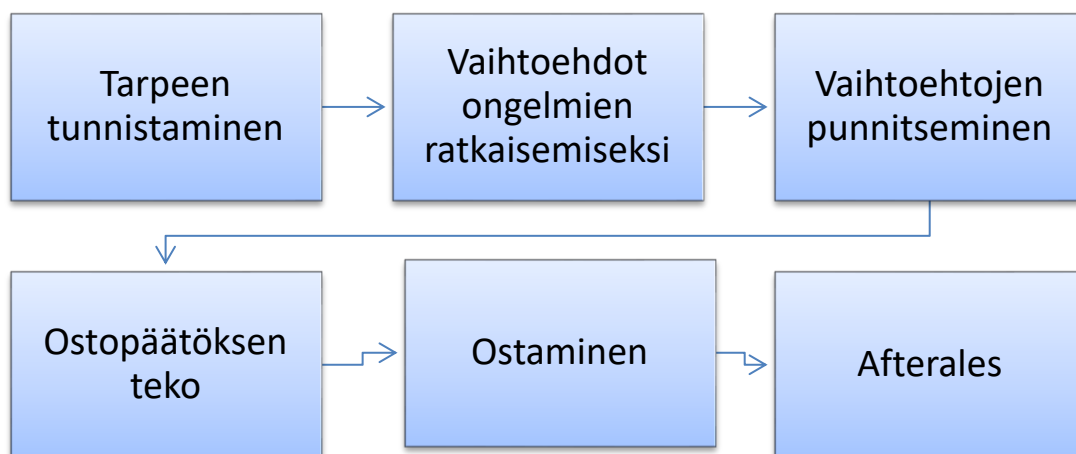 Tarpeen
tunnistaminen
Vaihtoehdot
ongelmien
ratkaisemiseksi
Vaihtoehtojen
punnitseminen
Ostopäätöksen
teko
Ostaminen
Afterales